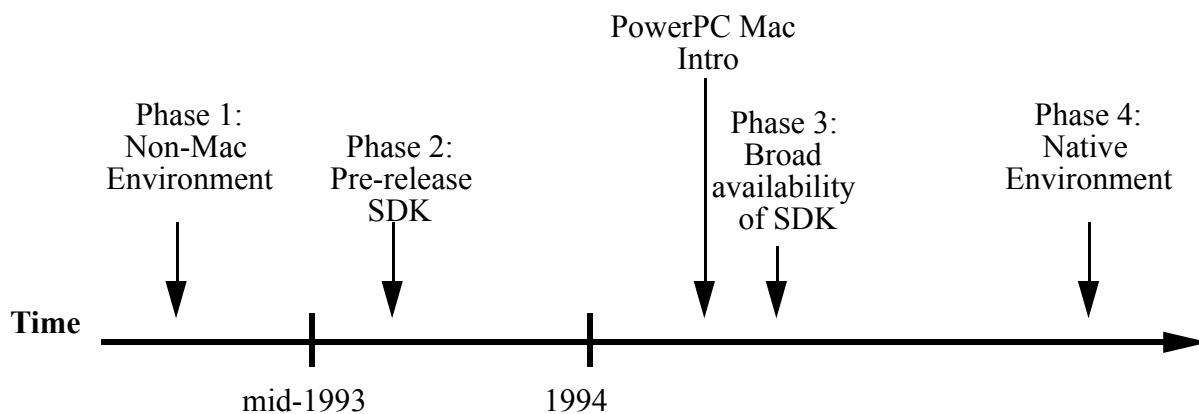 PowerPC Mac
Intro
Phase 1:
Non-Mac
Environment
Phase 2:
Pre-release
SDK
Phase 3:
Broad
availability
of SDK
Phase 4:
Native
Environment
Time
mid-1993
1994